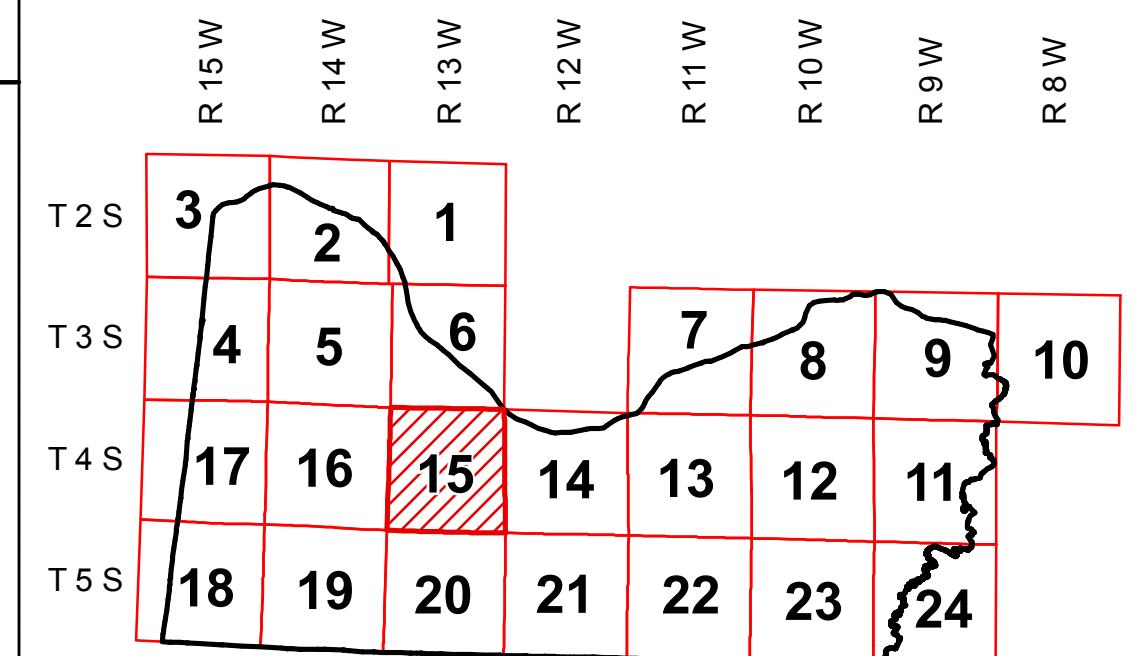 R 15 W R 14 W R 13 W R 12 W R 11 W R 10 W R 9 W R 8 W
T 2 S 3 2 1
T 3 S 4 5 6 7 8 9 10
T 4 S 17 16 15 14 13 12 11
T 5 S 18 19 20 21 22 23 24